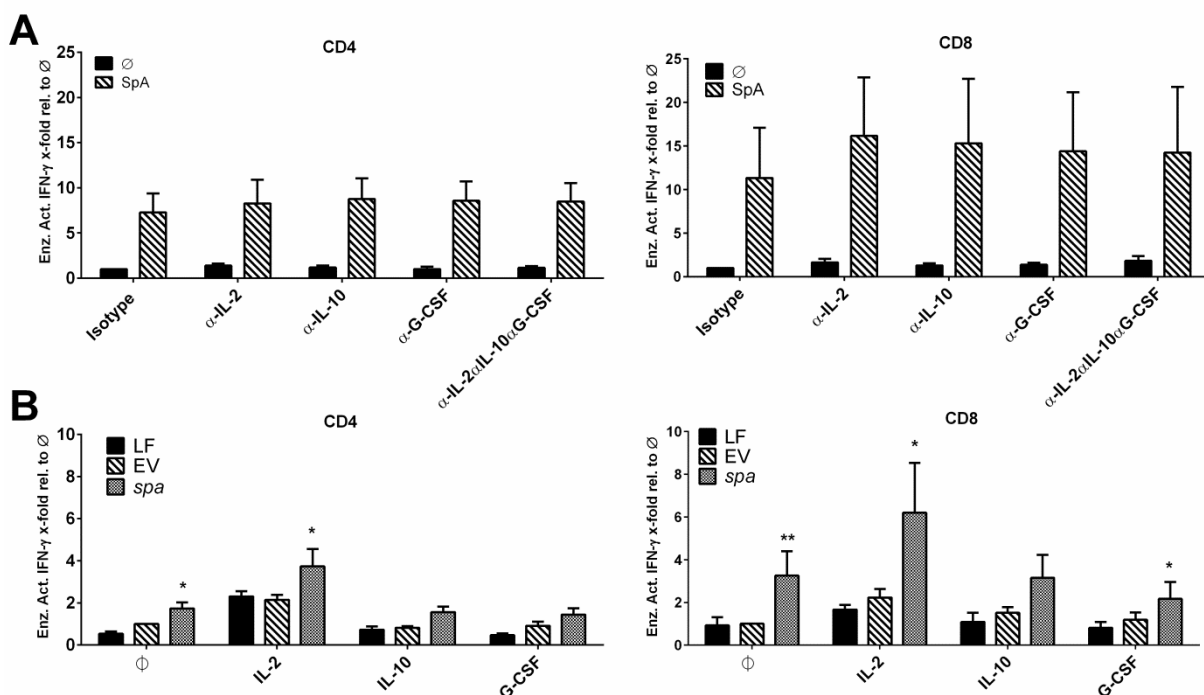 A
CD4
Enz. Act. IFN-γ x-fold rel. to Ø
25
20
15
10
5
0
Ø
SpA
Isotype
α-IL-2
α-IL-10
α-G-CSF
α-IL-2αIL-10αG-CSF
CD8
Enz. Act. IFN-γ x-fold rel. to Ø
25
20
15
10
5
0
Ø
SpA
Isotype
α-IL-2
α-IL-10
α-G-CSF
α-IL-2αIL-10αG-CSF
B
CD4
Enz. Act. IFN-γ x-fold rel. to Ø
10
8
6
4
2
0
LF
EV
spa
*
*
ϕ
IL-2
IL-10
G-CSF
CD8
Enz. Act. IFN-γ x-fold rel. to Ø
10
8
6
4
2
0
LF
EV
spa
**
*
*
ϕ
IL-2
IL-10
G-CSF